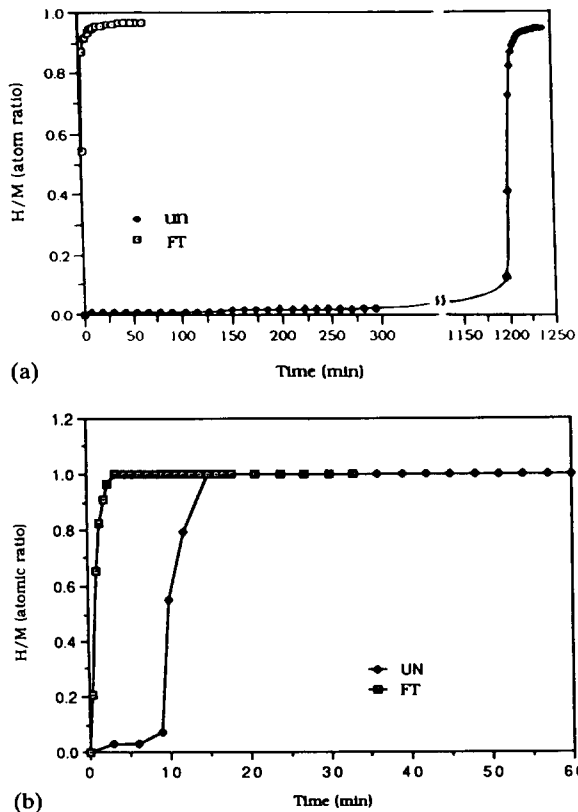 1.0
0.8
0.6
0.4
0.2
0.0
H/M (atom ratio)
un
FT
0 50 100 150 200 250 300 1150 1200 1250
(a)
Time (min)
1.2
1.0
0.8
0.6
0.4
0.2
0.0
H/M (atomic ratio)
UN
FT
0 10 20 30 40 50 60
(b)
Time (min)